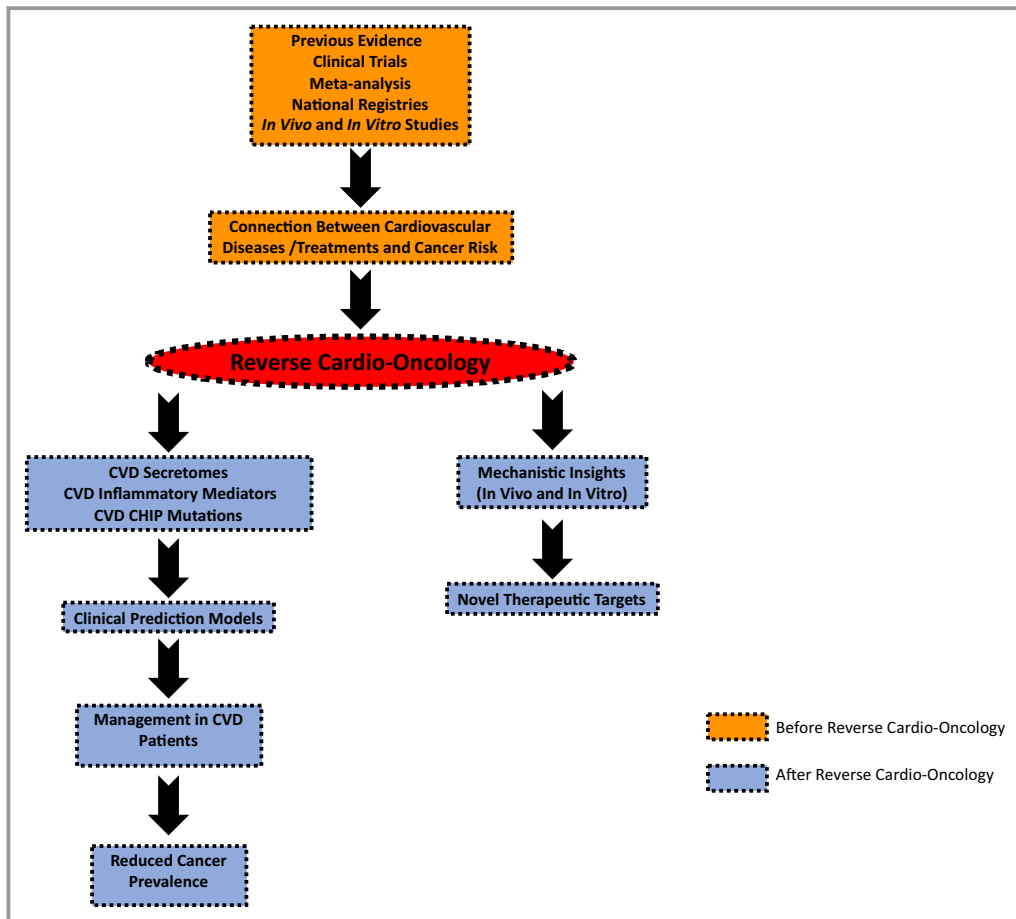 Previous Evidence
Clinical Trials
Meta-analysis
National Registries
In Vivo and In Vitro Studies
Connection Between Cardiovascular
Diseases /Treatments and Cancer Risk
Reverse Cardio-Oncology
CVD Secretomes
CVD Inflammatory Mediators
CVD CHIP Mutations
Mechanistic Insights
(In Vivo and In Vitro)
Clinical Prediction Models
Novel Therapeutic Targets
Management in CVD
Patients
Reduced Cancer
Prevalence
Before Reverse Cardio-Oncology
After Reverse Cardio-Oncology